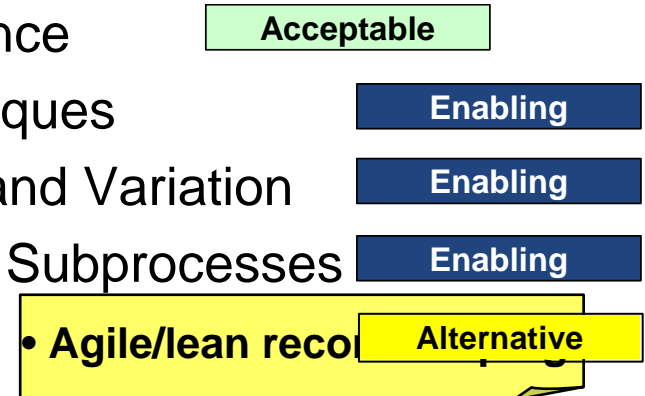 nce Acceptable
ques Enabling
and Variation Enabling
Subprocesses Enabling
• Agile/lean reco Alternative